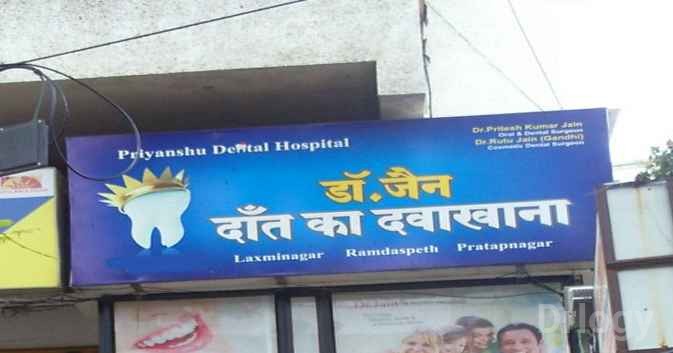 Priyanshu Dental Hospital
Dr.Pritesh Kumar Jain
Oral & Dental Surgeon
Dr.Rutu Jain (Gandhi)
Cosmetic Dental Surgeon
डॉ.जैन
दाँत का दवाखाना
Laxminagar Ramdaspeth Pratapnagar
Drlogy